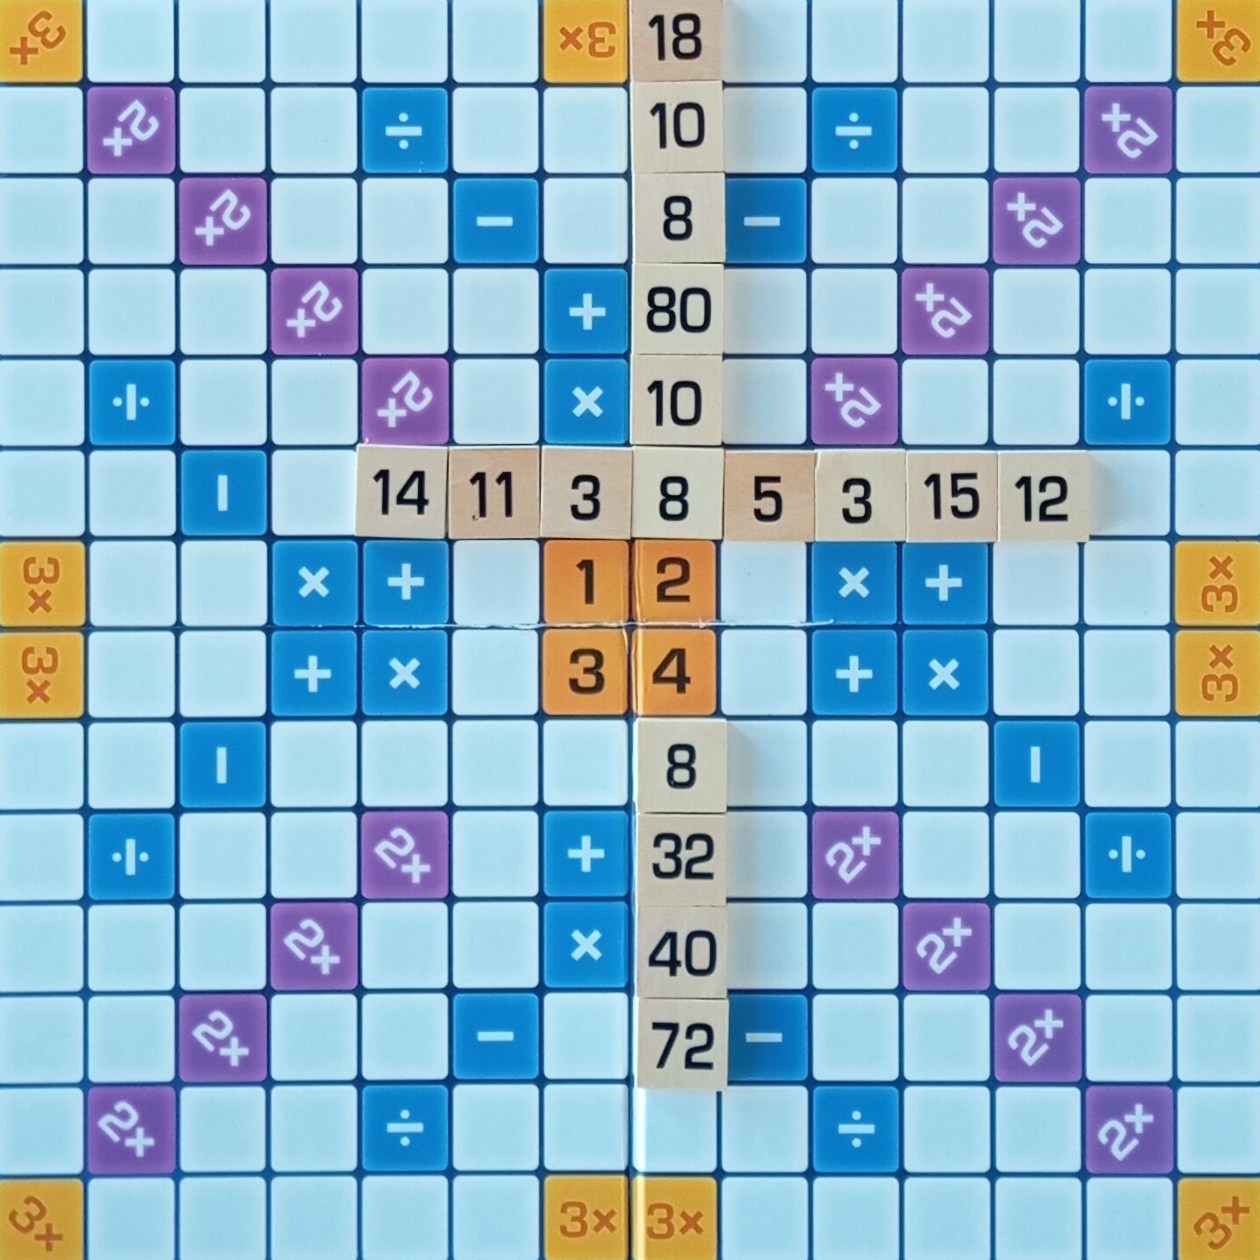 3× 3× 18 3×
2× ÷ 10 ÷ 2×
2× − 8 − 2×
2× + 80 2×
÷ 2× × 10 2× ÷
− 14 11 3 8 5 3 15 12
3× × + 1 2 × + 3×
3× + × 3 4 + × 3×
− 8 −
÷ 2× + 32 2× ÷
2× × 40 2×
2× − 72 − 2×
2× ÷ ÷ 2×
3× 3× 3× 3×